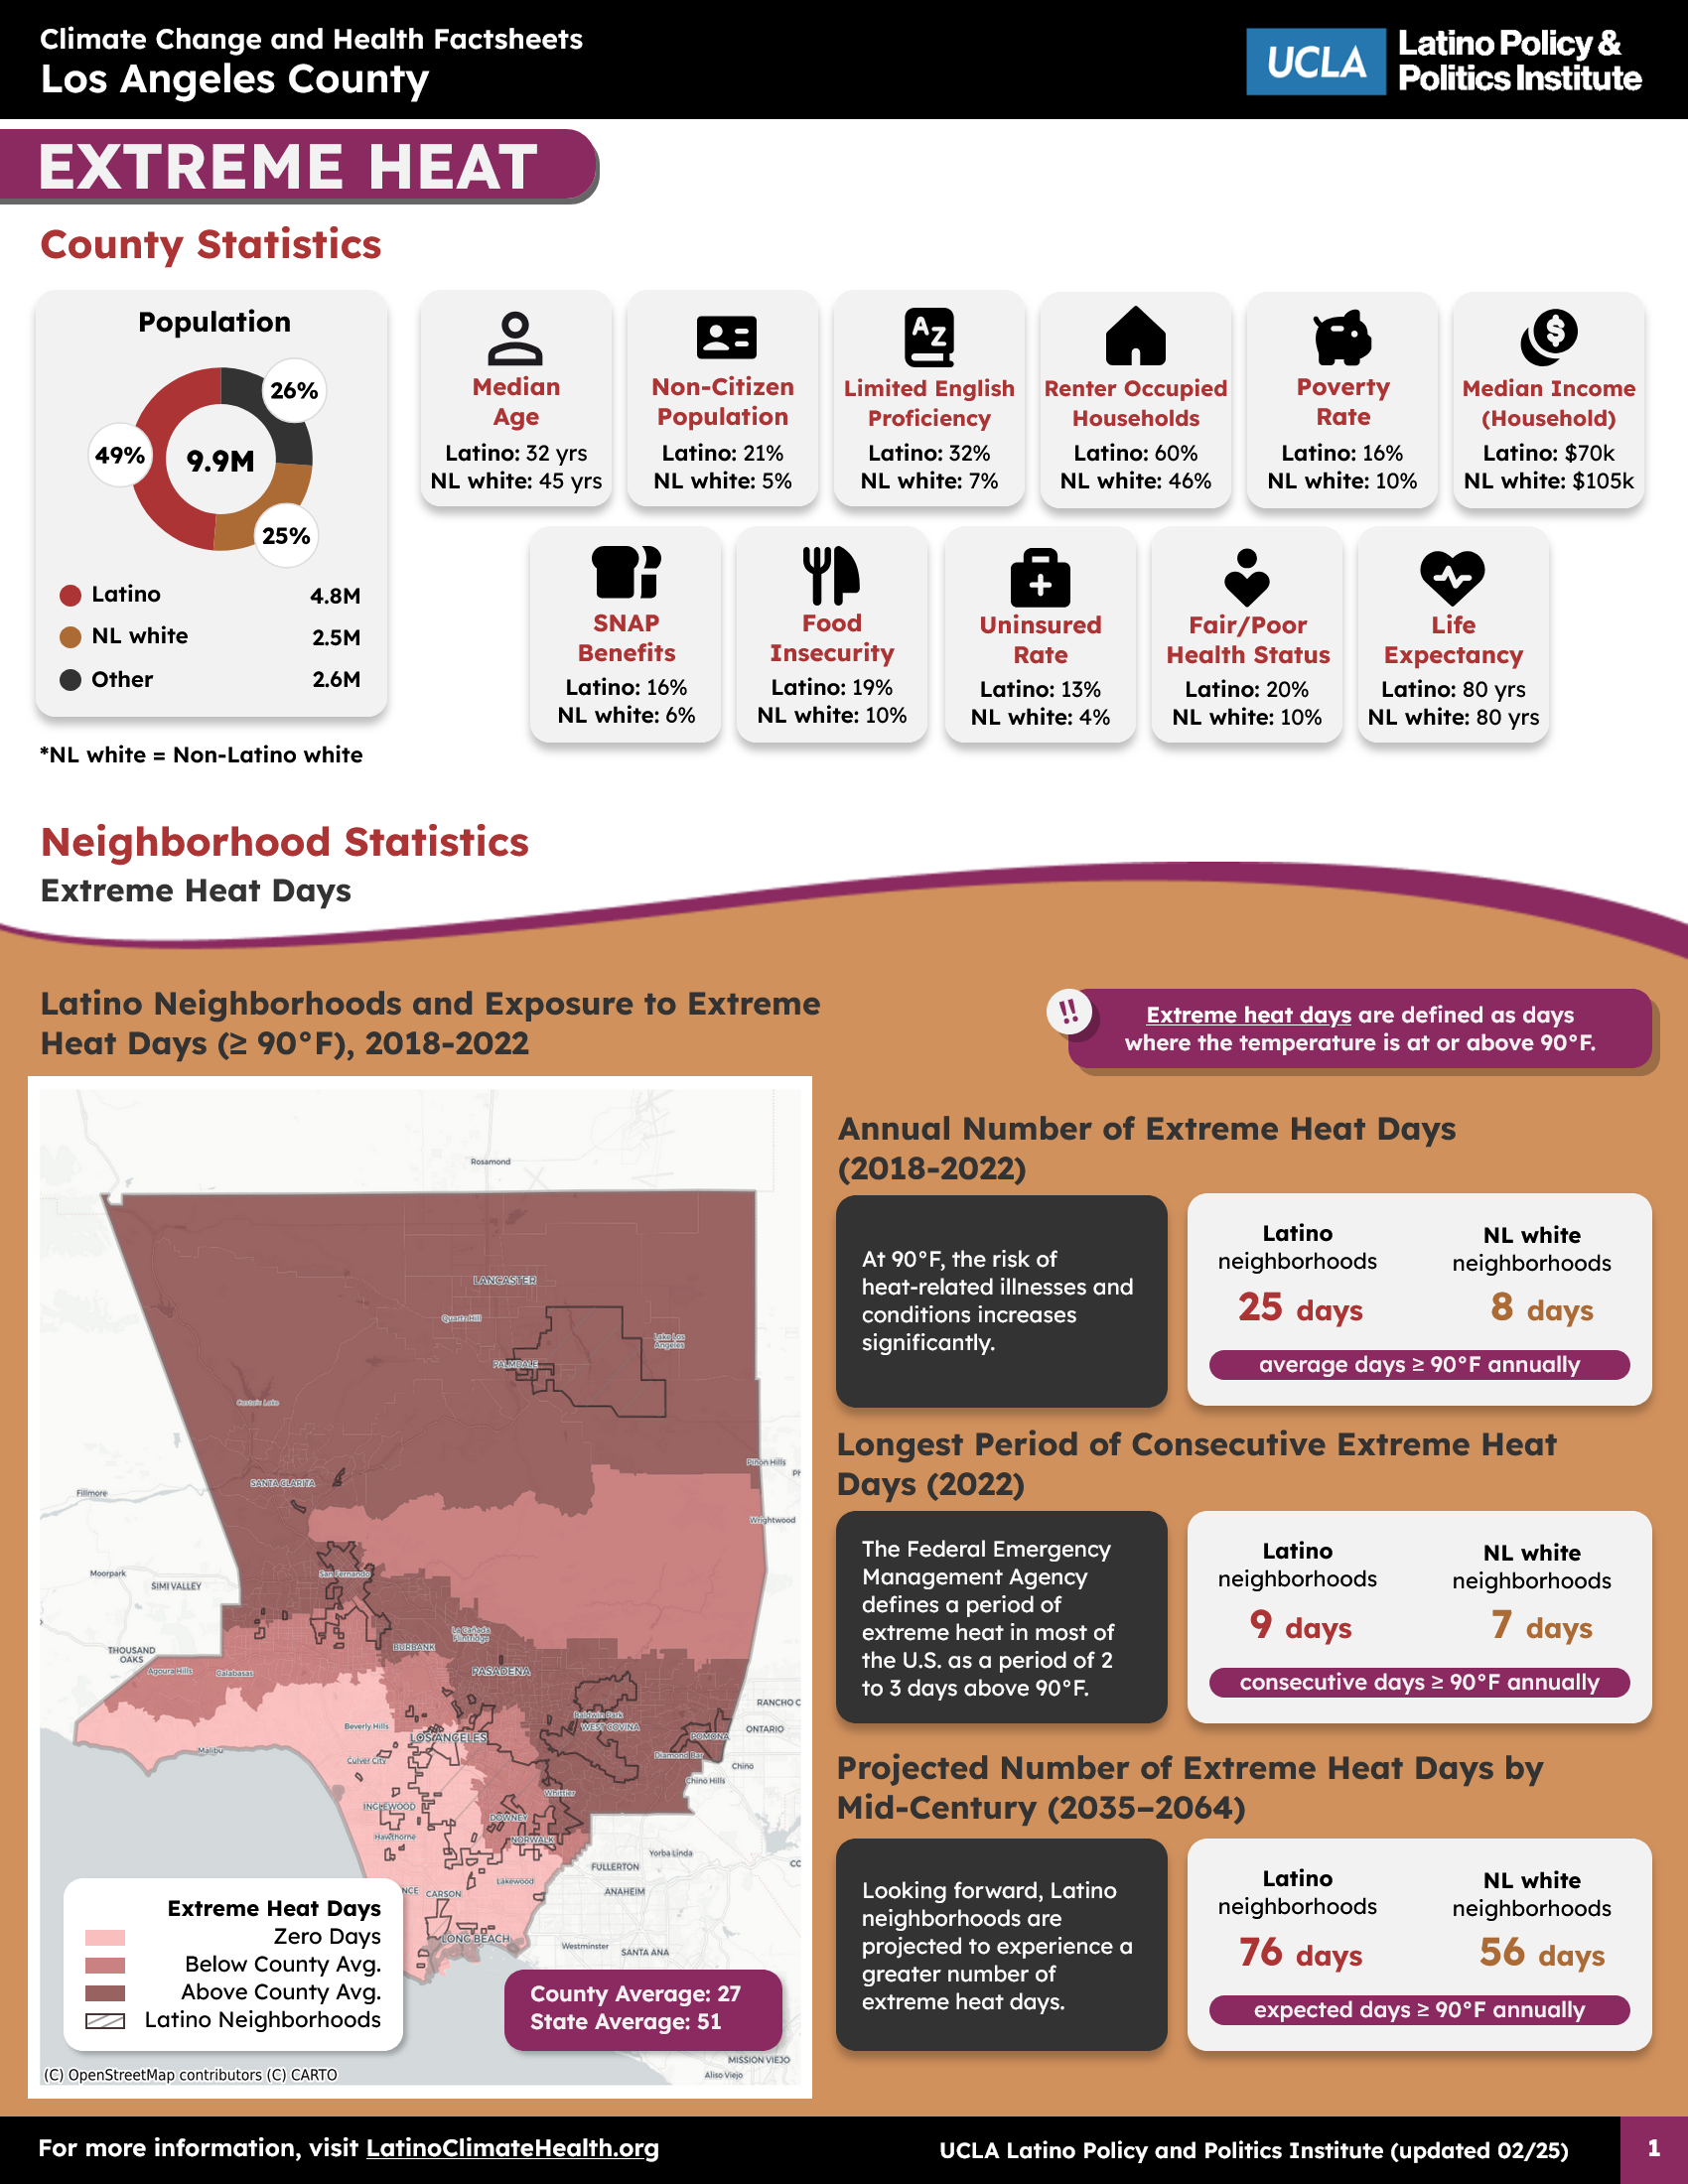 Climate Change and Health Factsheets
Los Angeles County
UCLA
Latino Policy &
Politics Institute
EXTREME HEAT
County Statistics
Population
26%
49%
9.9M
25%
Latino 4.8M
NL white 2.5M
Other 2.6M
*NL white = Non-Latino white
Median
Age
Latino: 32 yrs
NL white: 45 yrs
Non-Citizen
Population
Latino: 21%
NL white: 5%
A
Z
Limited English
Proficiency
Latino: 32%
NL white: 7%
Renter Occupied
Households
Latino: 60%
NL white: 46%
Poverty
Rate
Latino: 16%
NL white: 10%
$
Median Income
(Household)
Latino: $70k
NL white: $105k
SNAP
Benefits
Latino: 16%
NL white: 6%
Food
Insecurity
Latino: 19%
NL white: 10%
Uninsured
Rate
Latino: 13%
NL white: 4%
Fair/Poor
Health Status
Latino: 20%
NL white: 10%
Life
Expectancy
Latino: 80 yrs
NL white: 80 yrs
Neighborhood Statistics
Extreme Heat Days
Latino Neighborhoods and Exposure to Extreme
Heat Days (≥ 90°F), 2018-2022
Rosamond
LANCASTER
Quartz Hill
Lake Los
Angeles
PALMDALE
Castaic Lake
Piñon Hills
SANTA CLARITA
Fillmore
Wrightwood
Moorpark
San Fernando
SIMI VALLEY
La Cañada
Flintridge
BURBANK
THOUSAND
OAKS
Agoura Hills
Calabasas
PASADENA
RANCHO C
Baldwin Park
WEST COVINA
Beverly Hills
ONTARIO
LOS ANGELES
POMONA
Malibu
Diamond Bar
Culver City
Chino
Chino Hills
Whittier
INGLEWOOD
DOWNEY
Hawthorne
NORWALK
Yorba Linda
FULLERTON
Lakewood
NCE
CARSON
ANAHEIM
LONG BEACH
Westminster
SANTA ANA
MISSION VIEJO
Aliso Viejo
Extreme Heat Days
Zero Days
Below County Avg.
Above County Avg.
Latino Neighborhoods
County Average: 27
State Average: 51
(C) OpenStreetMap contributors (C) CARTO
!!
Extreme heat days are defined as days
where the temperature is at or above 90°F.
Annual Number of Extreme Heat Days
(2018-2022)
At 90°F, the risk of
heat-related illnesses and
conditions increases
significantly.
Latino
neighborhoods
25 days
NL white
neighborhoods
8 days
average days ≥ 90°F annually
Longest Period of Consecutive Extreme Heat
Days (2022)
The Federal Emergency
Management Agency
defines a period of
extreme heat in most of
the U.S. as a period of 2
to 3 days above 90°F.
Latino
neighborhoods
9 days
NL white
neighborhoods
7 days
consecutive days ≥ 90°F annually
Projected Number of Extreme Heat Days by
Mid-Century (2035–2064)
Looking forward, Latino
neighborhoods are
projected to experience a
greater number of
extreme heat days.
Latino
neighborhoods
76 days
NL white
neighborhoods
56 days
expected days ≥ 90°F annually
For more information, visit LatinoClimateHealth.org
UCLA Latino Policy and Politics Institute (updated 02/25)
1